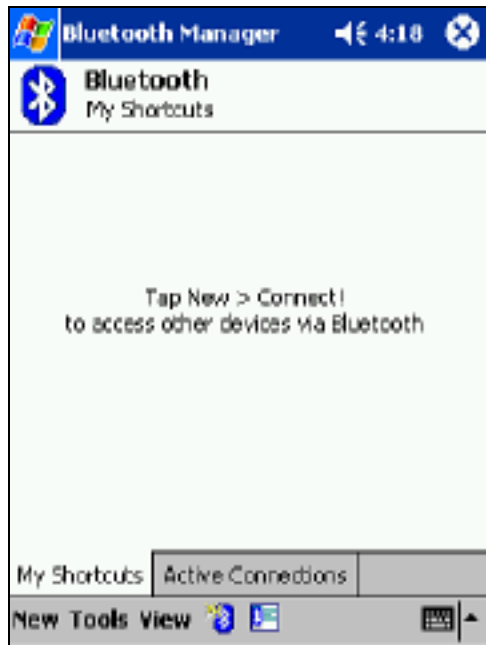 Bluetooth Manager 4:18
Bluetooth
My Shortcuts
Tap New > Connect!
to access other devices via Bluetooth
My Shortcuts Active Connections
New Tools View